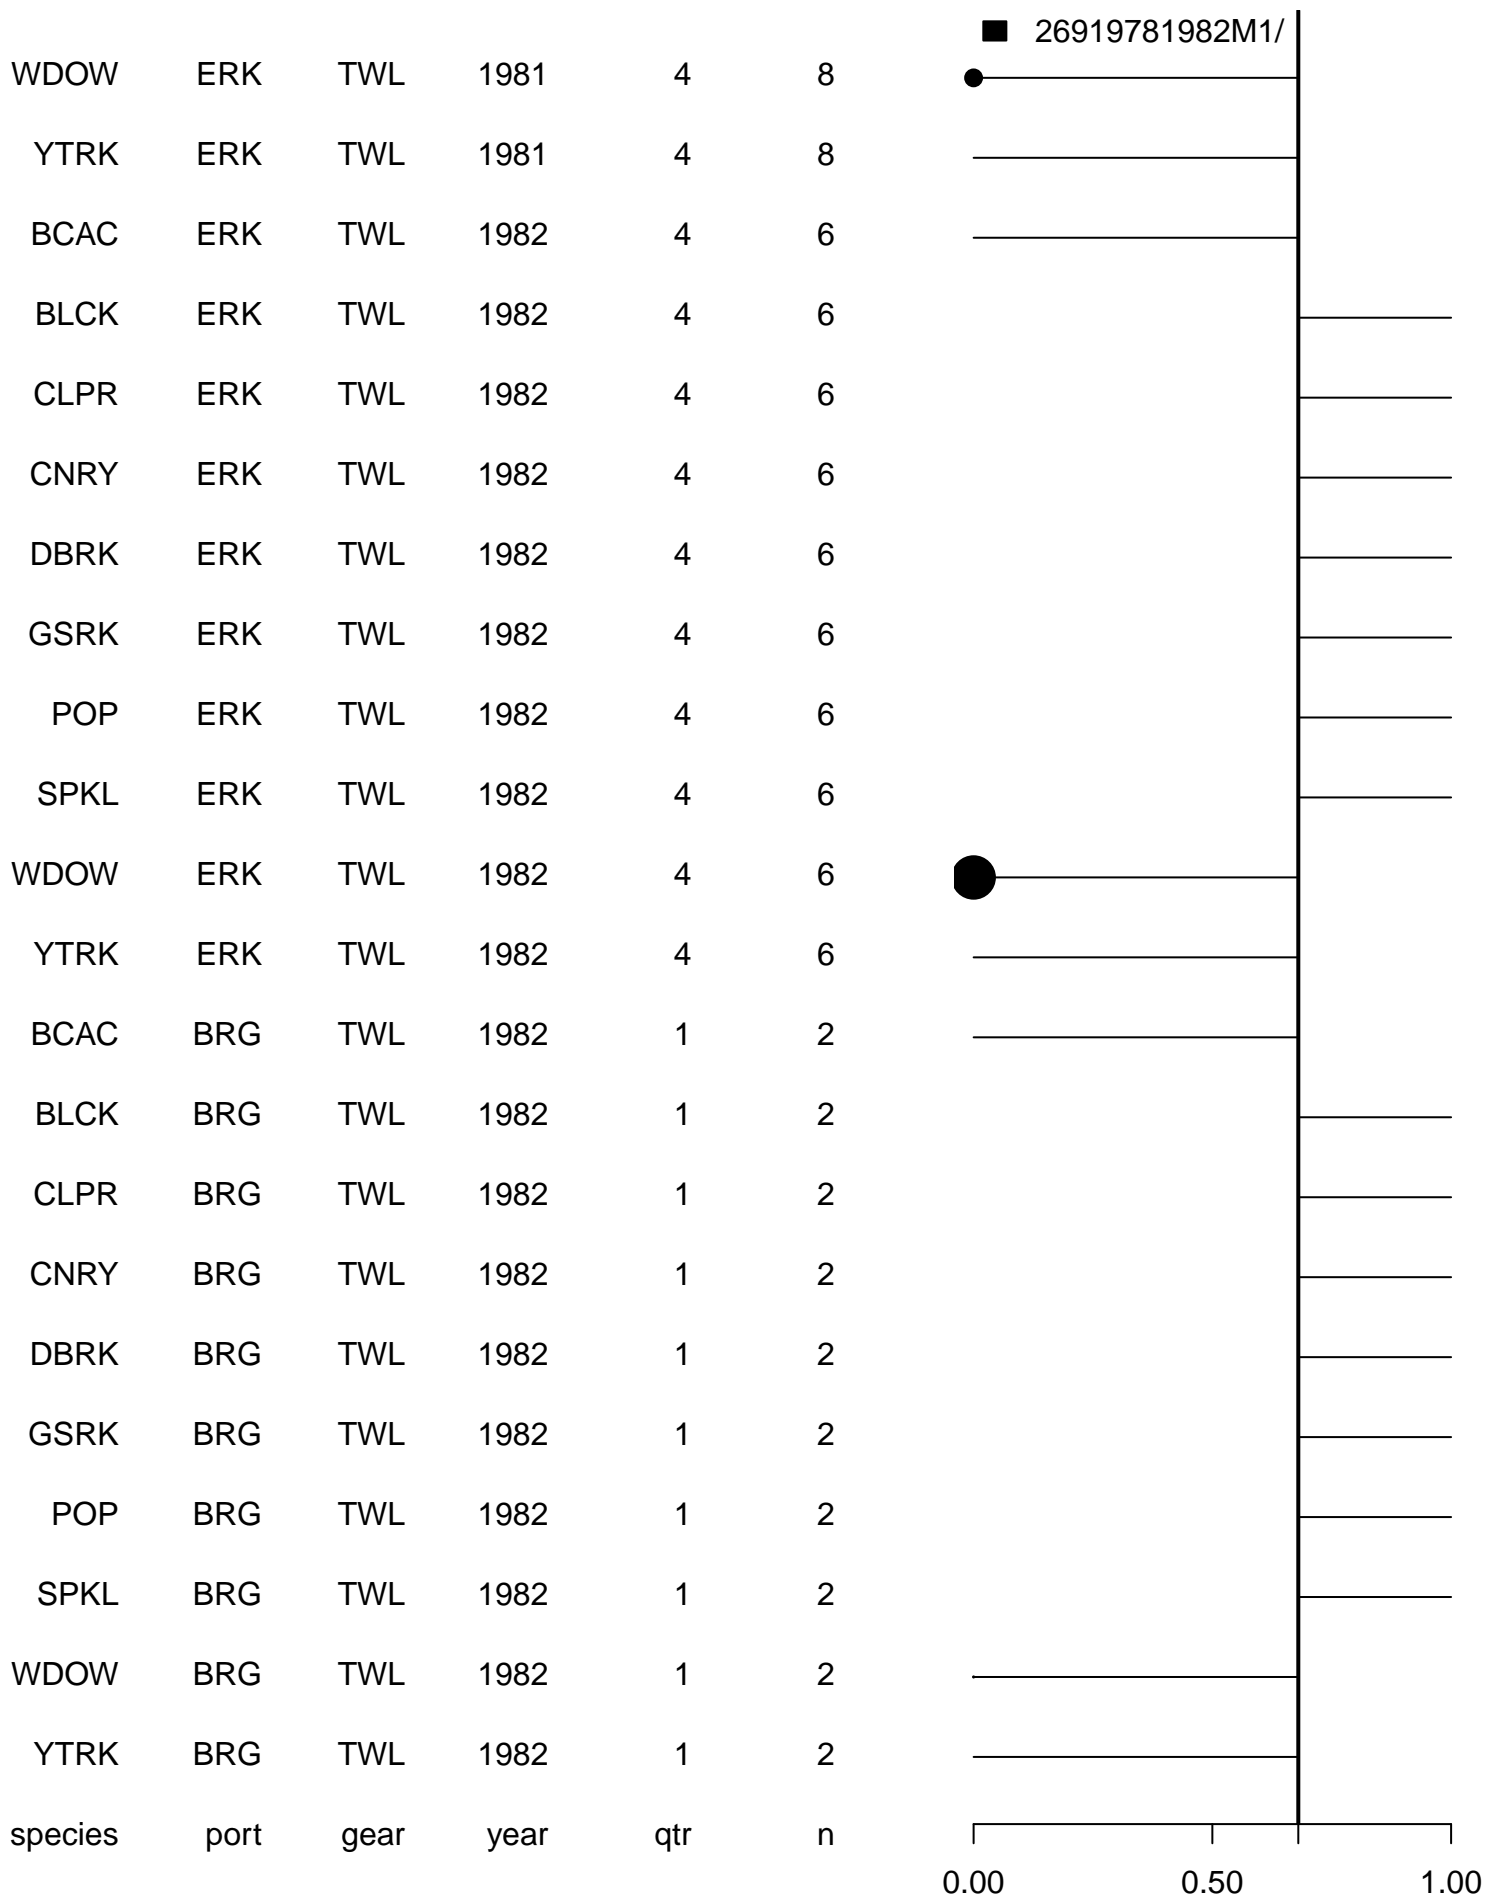 26919781982M1/
WDOW ERK TWL 1981 4 8
YTRK ERK TWL 1981 4 8
BCAC ERK TWL 1982 4 6
BLCK ERK TWL 1982 4 6
CLPR ERK TWL 1982 4 6
CNRY ERK TWL 1982 4 6
DBRK ERK TWL 1982 4 6
GSRK ERK TWL 1982 4 6
POP ERK TWL 1982 4 6
SPKL ERK TWL 1982 4 6
WDOW ERK TWL 1982 4 6
YTRK ERK TWL 1982 4 6
BCAC BRG TWL 1982 1 2
BLCK BRG TWL 1982 1 2
CLPR BRG TWL 1982 1 2
CNRY BRG TWL 1982 1 2
DBRK BRG TWL 1982 1 2
GSRK BRG TWL 1982 1 2
POP BRG TWL 1982 1 2
SPKL BRG TWL 1982 1 2
WDOW BRG TWL 1982 1 2
YTRK BRG TWL 1982 1 2
species port gear year qtr n
0.00 0.50 1.00